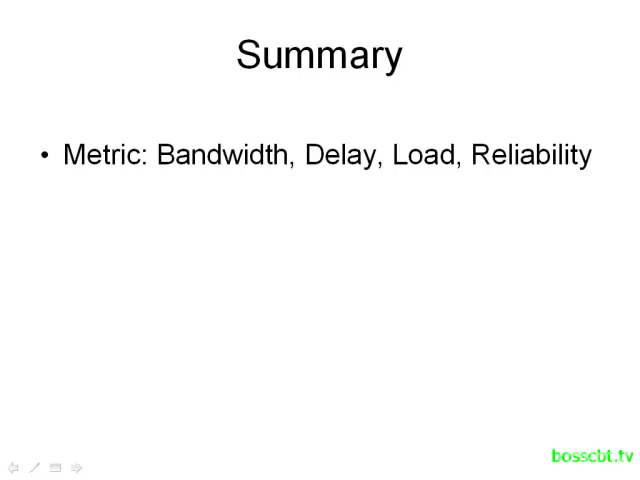 Summary
• Metric: Bandwidth, Delay, Load, Reliability
bosscbt.tv